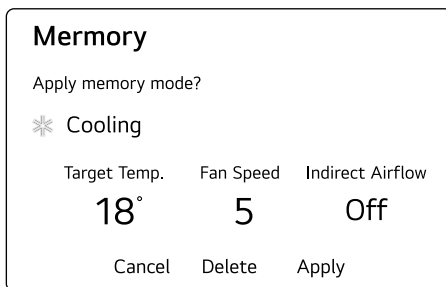 Mermory
Apply memory mode?
Cooling
Target Temp. Fan Speed Indirect Airflow
18° 5 Off
Cancel Delete Apply